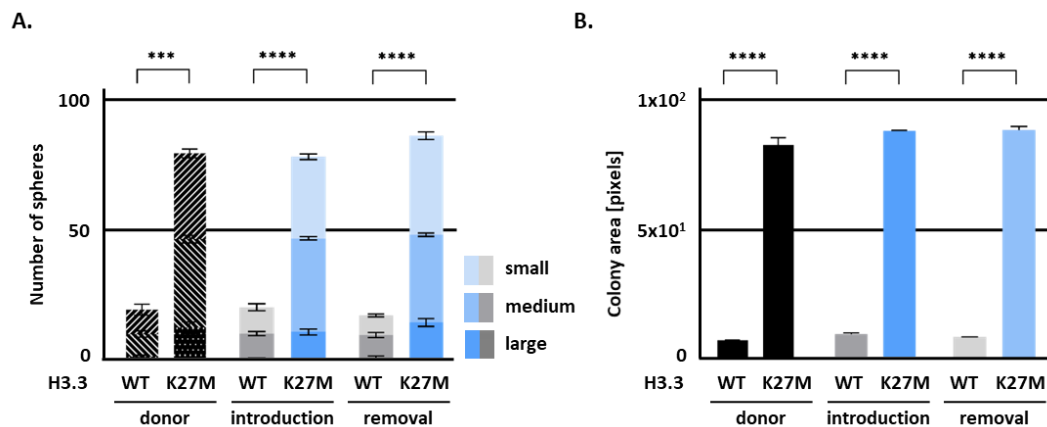 A.
*** **** ****
100
50
0
Number of spheres
small
medium
large
H3.3 WT K27M WT K27M WT K27M
donor introduction removal
B.
**** **** ****
1x10²
5x10¹
0
Colony area [pixels]
H3.3 WT K27M WT K27M WT K27M
donor introduction removal